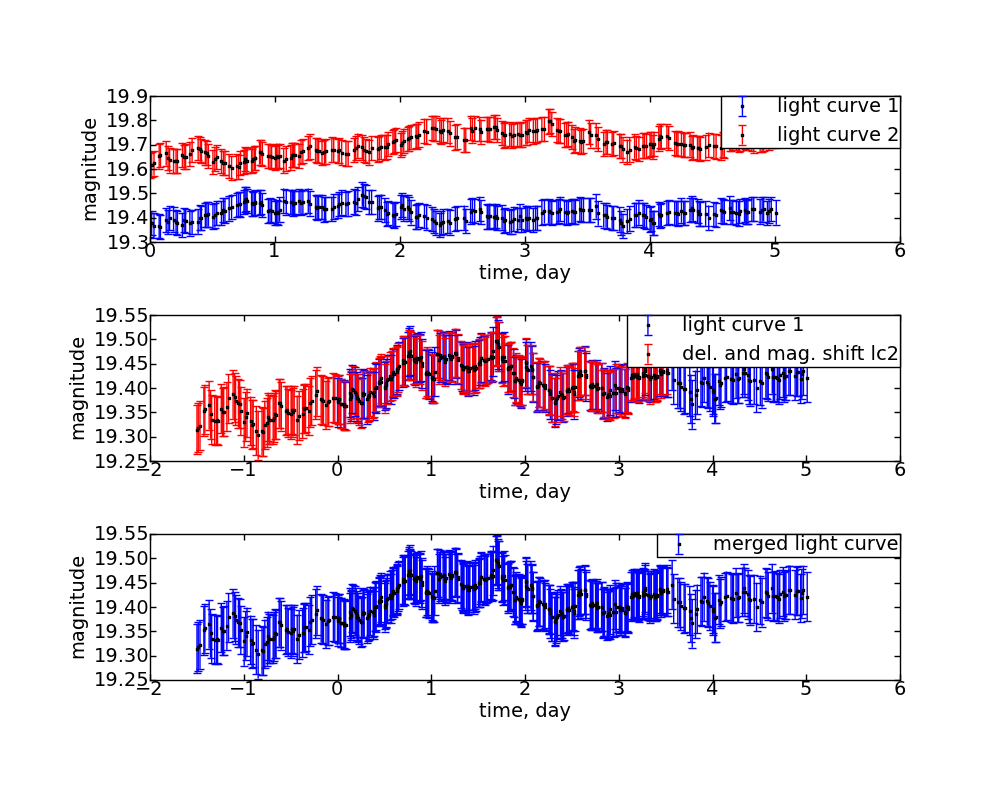 19.9
19.8
19.7
19.6
19.5
19.4
19.3
magnitude
light curve 1
light curve 2
0 1 2 3 4 5 6
time, day
19.55
19.50
19.45
19.40
19.35
19.30
19.25
magnitude
light curve 1
del. and mag. shift lc2
−2 −1 0 1 2 3 4 5 6
time, day
19.55
19.50
19.45
19.40
19.35
19.30
19.25
magnitude
merged light curve
−2 −1 0 1 2 3 4 5 6
time, day